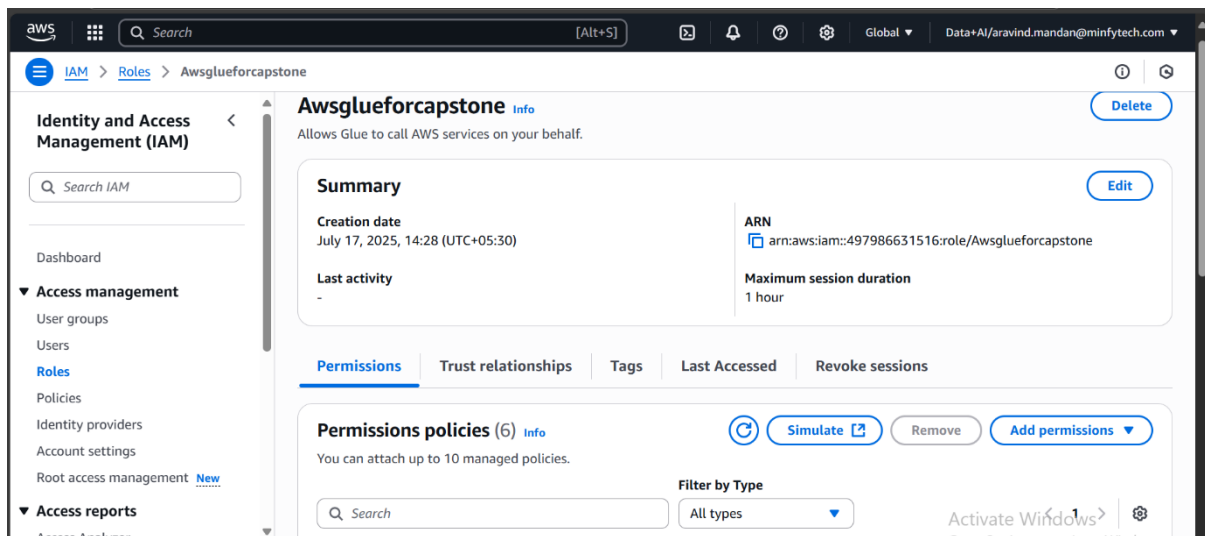 aws
Search [Alt+S] Global Data+AI/aravind.mandan@minfytech.com
IAM > Roles > Awsglueforcapstone
Identity and Access
Management (IAM)
Search IAM
Dashboard
Access management
User groups
Users
Roles
Policies
Identity providers
Account settings
Root access management New
Access reports
Awsglueforcapstone Info
Delete
Allows Glue to call AWS services on your behalf.
Summary
Edit
Creation date
July 17, 2025, 14:28 (UTC+05:30)
ARN
arn:aws:iam::497986631516:role/Awsglueforcapstone
Last activity
-
Maximum session duration
1 hour
Permissions Trust relationships Tags Last Accessed Revoke sessions
Permissions policies (6) Info
Simulate Remove Add permissions
You can attach up to 10 managed policies.
Filter by Type
Search
All types
1
Activate Windows